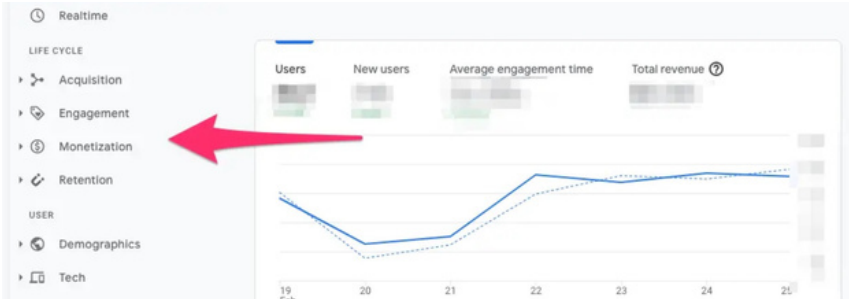 Realtime
LIFE CYCLE
Acquisition
Engagement
Monetization
Retention
USER
Demographics
Tech
Users New users Average engagement time Total revenue
19 20 21 22 23 24 25
Feb